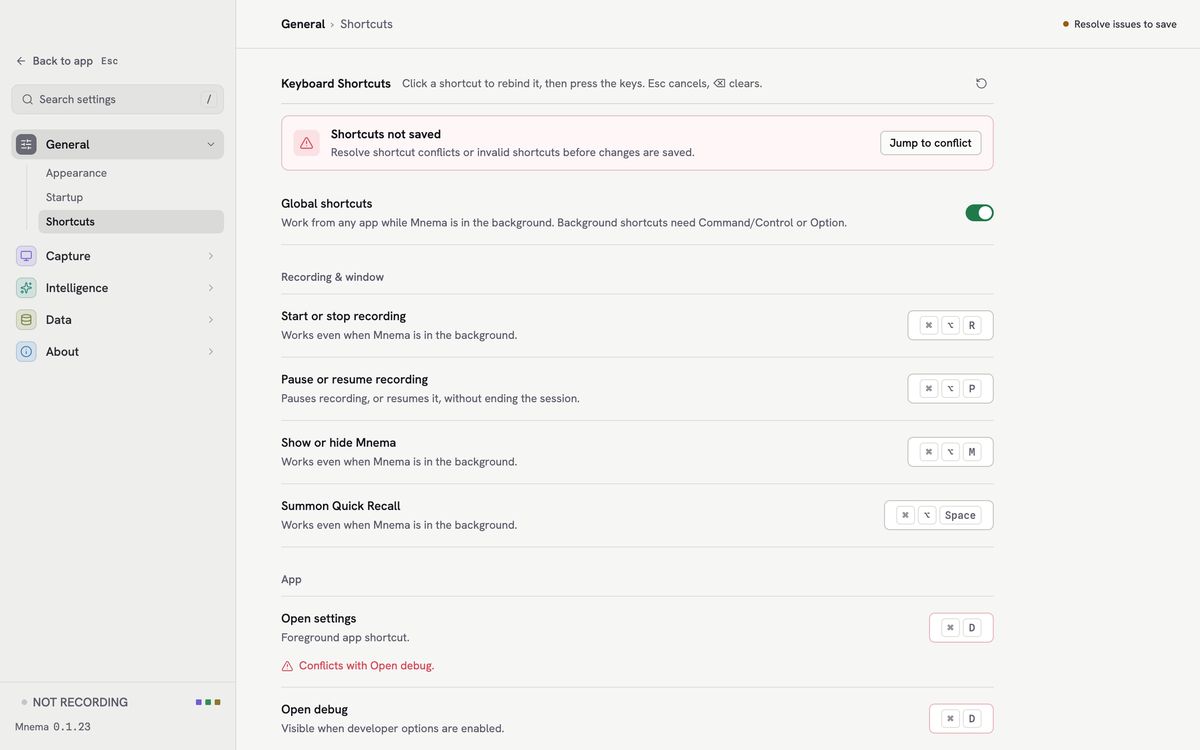 General › Shortcuts
Resolve issues to save
← Back to app Esc
Search settings /
General
Appearance
Startup
Shortcuts
Capture
Intelligence
Data
About
NOT RECORDING
Mnema 0.1.23
Keyboard Shortcuts Click a shortcut to rebind it, then press the keys. Esc cancels, ⌫ clears.
Shortcuts not saved
Resolve shortcut conflicts or invalid shortcuts before changes are saved.
Jump to conflict
Global shortcuts
Work from any app while Mnema is in the background. Background shortcuts need Command/Control or Option.
Recording & window
Start or stop recording
Works even when Mnema is in the background.
⌘ ⌥ R
Pause or resume recording
Pauses recording, or resumes it, without ending the session.
⌘ ⌥ P
Show or hide Mnema
Works even when Mnema is in the background.
⌘ ⌥ M
Summon Quick Recall
Works even when Mnema is in the background.
⌘ ⌥ Space
App
Open settings
Foreground app shortcut.
⌘ D
Conflicts with Open debug.
Open debug
Visible when developer options are enabled.
⌘ D